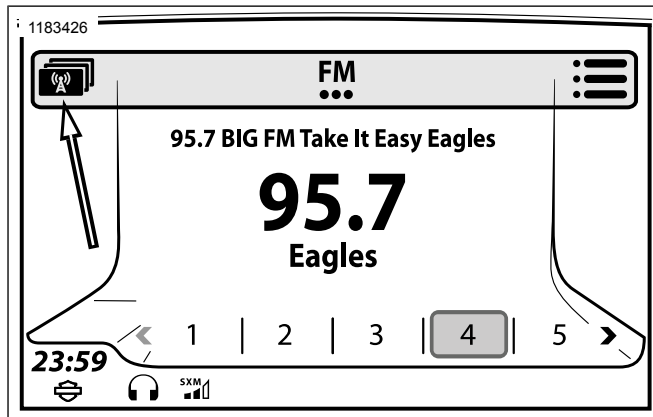 1183426
FM
95.7 BIG FM Take It Easy Eagles
95.7
Eagles
1 2 3 4 5
23:59
SXM